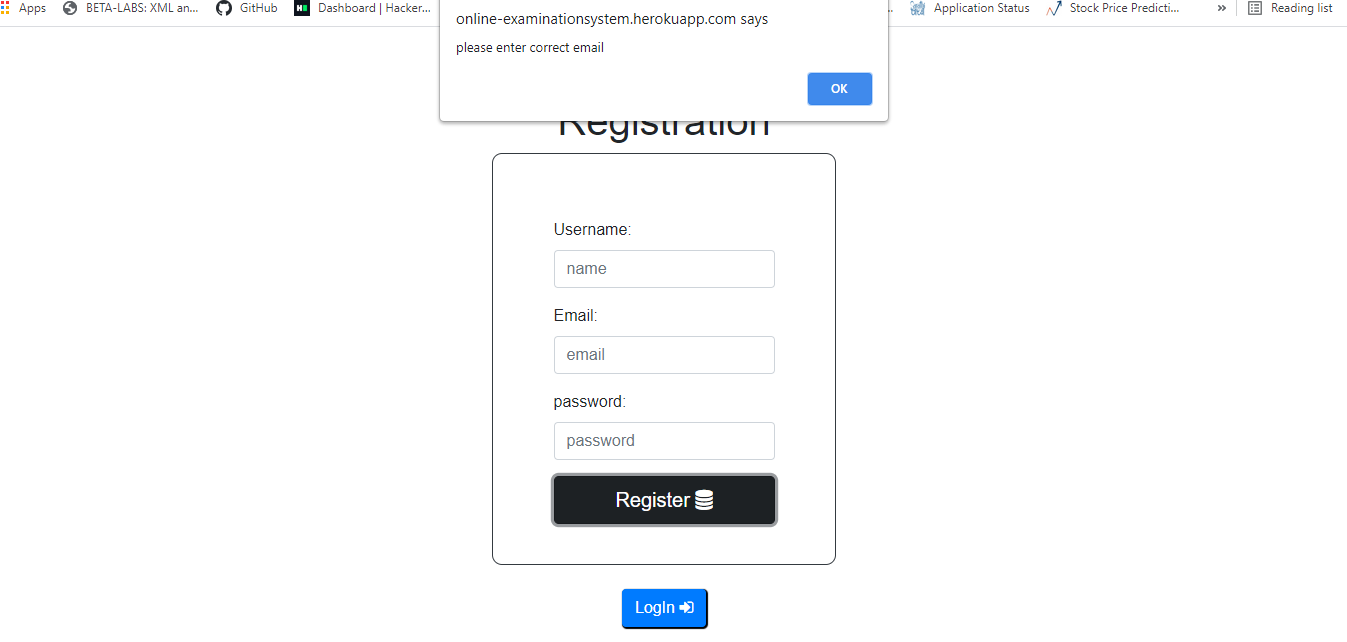 Apps BETA-LABS: XML an... GitHub Dashboard | Hacker... .. Application Status Stock Price Predicti... » Reading list
online-examinationsystem.herokuapp.com says
please enter correct email
OK
Registration
Username:
name
Email:
email
password:
password
Register
LogIn